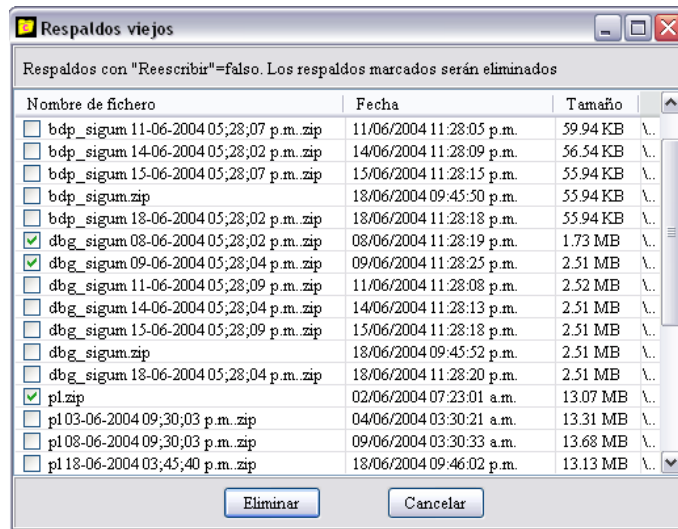 Respaldos viejos
Respaldos con "Reescribir"=falso. Los respaldos marcados serán eliminados
Nombre de fichero Fecha Tamaño
bdp_sigum 11-06-2004 05;28;07 p.m..zip 11/06/2004 11:28:05 p.m. 59.94 KB \..
bdp_sigum 14-06-2004 05;28;02 p.m..zip 14/06/2004 11:28:09 p.m. 56.54 KB \..
bdp_sigum 15-06-2004 05;28;07 p.m..zip 15/06/2004 11:28:15 p.m. 55.94 KB \..
bdp_sigum.zip 18/06/2004 09:45:50 p.m. 55.94 KB \..
bdp_sigum 18-06-2004 05;28;02 p.m..zip 18/06/2004 11:28:18 p.m. 55.94 KB \..
dbg_sigum 08-06-2004 05;28;02 p.m..zip 08/06/2004 11:28:19 p.m. 1.73 MB \..
dbg_sigum 09-06-2004 05;28;04 p.m..zip 09/06/2004 11:28:25 p.m. 2.51 MB \..
dbg_sigum 11-06-2004 05;28;09 p.m..zip 11/06/2004 11:28:08 p.m. 2.52 MB \..
dbg_sigum 14-06-2004 05;28;04 p.m..zip 14/06/2004 11:28:13 p.m. 2.51 MB \..
dbg_sigum 15-06-2004 05;28;09 p.m..zip 15/06/2004 11:28:18 p.m. 2.51 MB \..
dbg_sigum.zip 18/06/2004 09:45:52 p.m. 2.51 MB \..
dbg_sigum 18-06-2004 05;28;04 p.m..zip 18/06/2004 11:28:20 p.m. 2.51 MB \..
pl.zip 02/06/2004 07:23:01 a.m. 13.07 MB \..
pl 03-06-2004 09;30;03 p.m..zip 04/06/2004 03:30:21 a.m. 13.31 MB \..
pl 08-06-2004 09;30;03 p.m..zip 09/06/2004 03:30:33 a.m. 13.68 MB \..
pl 18-06-2004 03;45;40 p.m..zip 18/06/2004 09:46:02 p.m. 13.13 MB \..
Eliminar Cancelar